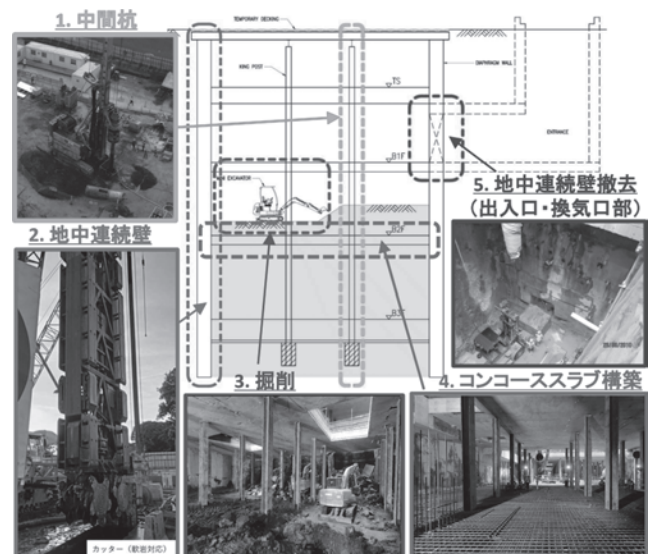 1. 中間杭
TEMPORARY DECKING
KING POST
DIAPHRAGM WALL
TS
ENTRANCE
B1F
EXCAVATOR
5. 地中連続壁撤去
（出入口・換気口部）
2. 地中連続壁
B2F
B3F
3. 掘削
4. コンコーススラブ構築
カッター（軟岩対応）